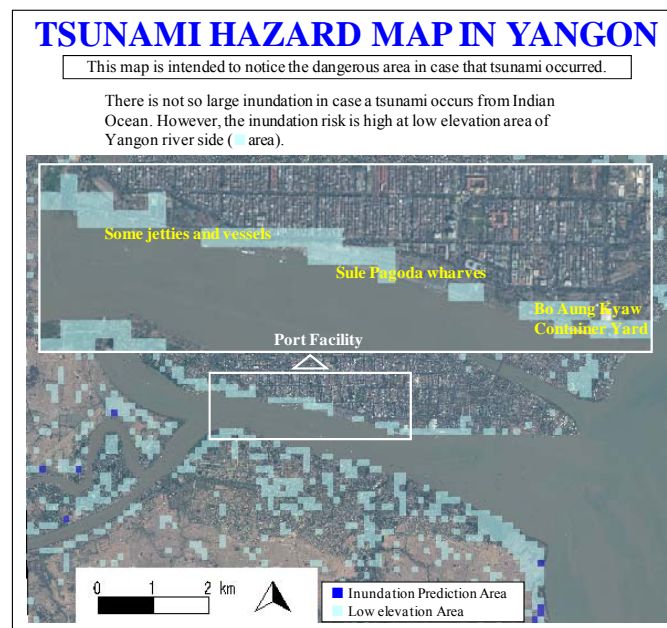 TSUNAMI HAZARD MAP IN YANGON
This map is intended to notice the dangerous area in case that tsunami occurred.
There is not so large inundation in case a tsunami occurs from Indian
Ocean. However, the inundation risk is high at low elevation area of
Yangon river side ( area).
Some jetties and vessels
Sule Pagoda wharves
Bo Aung Kyaw
Container Yard
Port Facility
0 1 2 km
Inundation Prediction Area
Low elevation Area